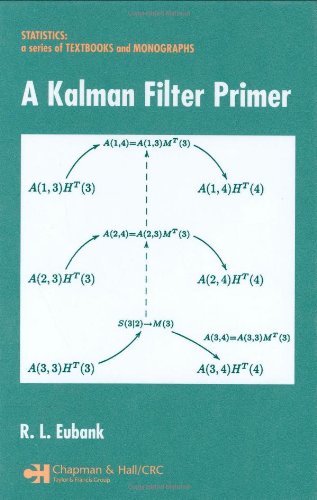 STATISTICS:
a series of TEXTBOOKS and MONOGRAPHS
A Kalman Filter Primer
A(1,4)=A(1,3)M^T(3)
A(1,3)H^T(3) A(1,4)H^T(4)
A(2,4)=A(2,3)M^T(3)
A(2,3)H^T(3) A(2,4)H^T(4)
S(3|2)→M(3)
A(3,4)=A(3,3)M^T(3)
A(3,3)H^T(3) A(3,4)H^T(4)
R. L. Eubank
Chapman & Hall/CRC
Taylor & Francis Group